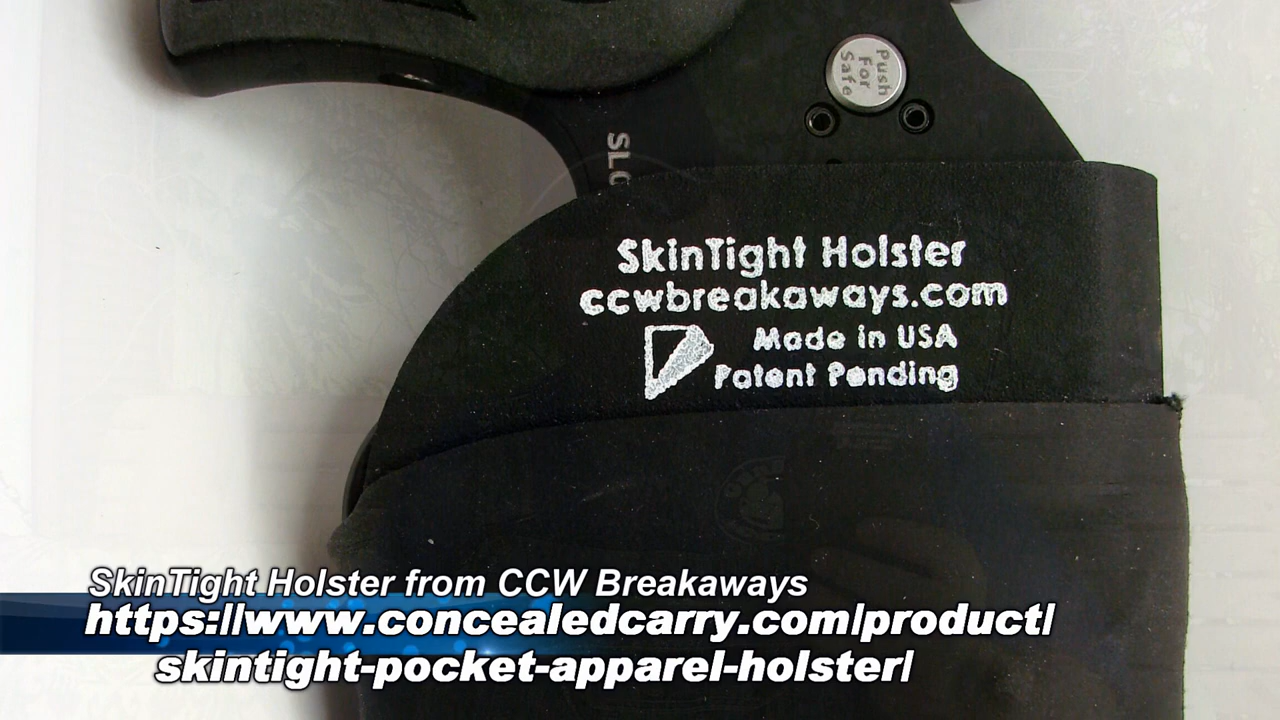 Push
For
Safe
SkinTight Holster
ccwbreakaways.com
Made in USA
Patent Pending
SkinTight Holster from CCW Breakaways
https://www.concealedcarry.com/product/
skintight-pocket-apparel-holster/